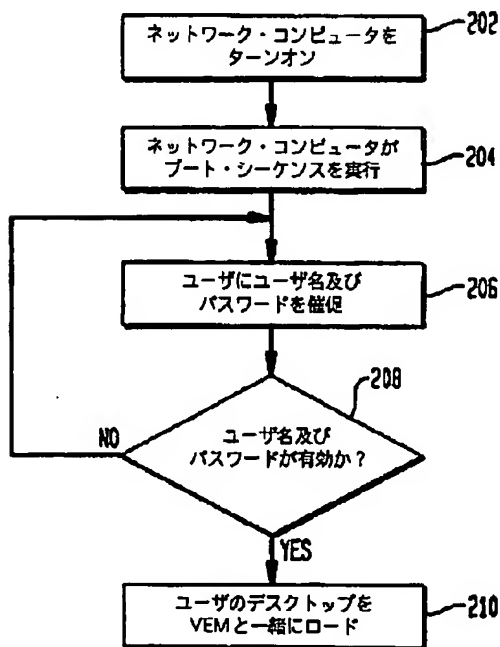 ネットワーク・コンピュータを
ターンオン
202
ネットワーク・コンピュータが
ブート・シーケンスを実行
204
ユーザにユーザ名及び
パスワードを催促
206
208
ユーザ名及び
パスワードが有効か？
NO
YES
ユーザのデスクトップを
VEMと一緒にロード
210